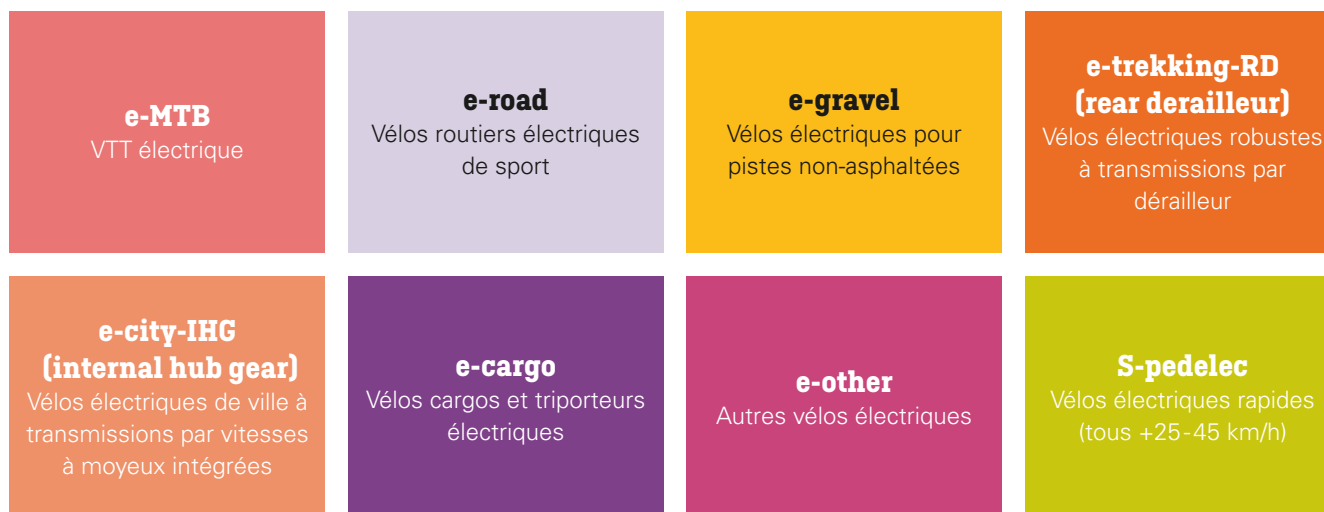 e-MTB
VTT électrique
e-road
Vélos routiers électriques
de sport
e-gravel
Vélos électriques pour
pistes non-asphaltées
e-trekking-RD
(rear derailleur)
Vélos électriques robustes
à transmissions par
dérailleur
e-city-IHG
(internal hub gear)
Vélos électriques de ville à
transmissions par vitesses
à moyeux intégrées
e-cargo
Vélos cargos et triporteurs
électriques
e-other
Autres vélos électriques
S-pedelec
Vélos électriques rapides
(tous +25-45 km/h)